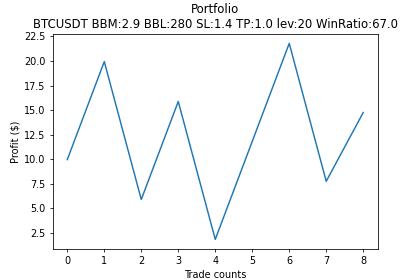 Portfolio
BTCUSDT BBM:2.9 BBL:280 SL:1.4 TP:1.0 lev:20 WinRatio:67.0
22.5
20.0
17.5
15.0
12.5
10.0
7.5
5.0
2.5
Profit ($)
0 1 2 3 4 5 6 7 8
Trade counts